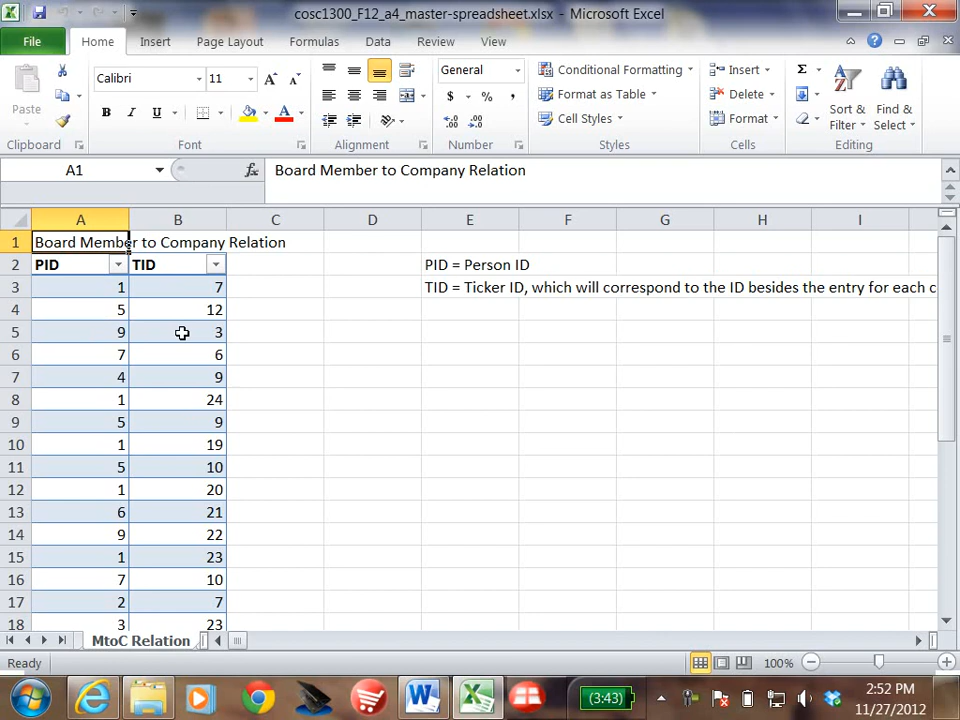 cosc1300_F12_a4_master-spreadsheet.xlsx - Microsoft Excel
File Home Insert Page Layout Formulas Data Review View
Calibri 11 General Conditional Formatting Insert Σ
Paste $ % , Format as Table Delete Sort & Find &
B I U A Cell Styles Format Filter Select
Clipboard Font Alignment Number Styles Cells Editing
A1 fx Board Member to Company Relation
A B C D E F G H I
1 Board Member to Company Relation
2 PID TID PID = Person ID
3 1 7 TID = Ticker ID, which will correspond to the ID besides the entry for each c
4 5 12
5 9 3
6 7 6
7 4 9
8 1 24
9 5 9
10 1 19
11 5 10
12 1 20
13 6 21
14 9 22
15 1 23
16 7 10
17 2 7
18 3 23
MtoC Relation
Ready 100%
(3:43) 2:52 PM
11/27/2012